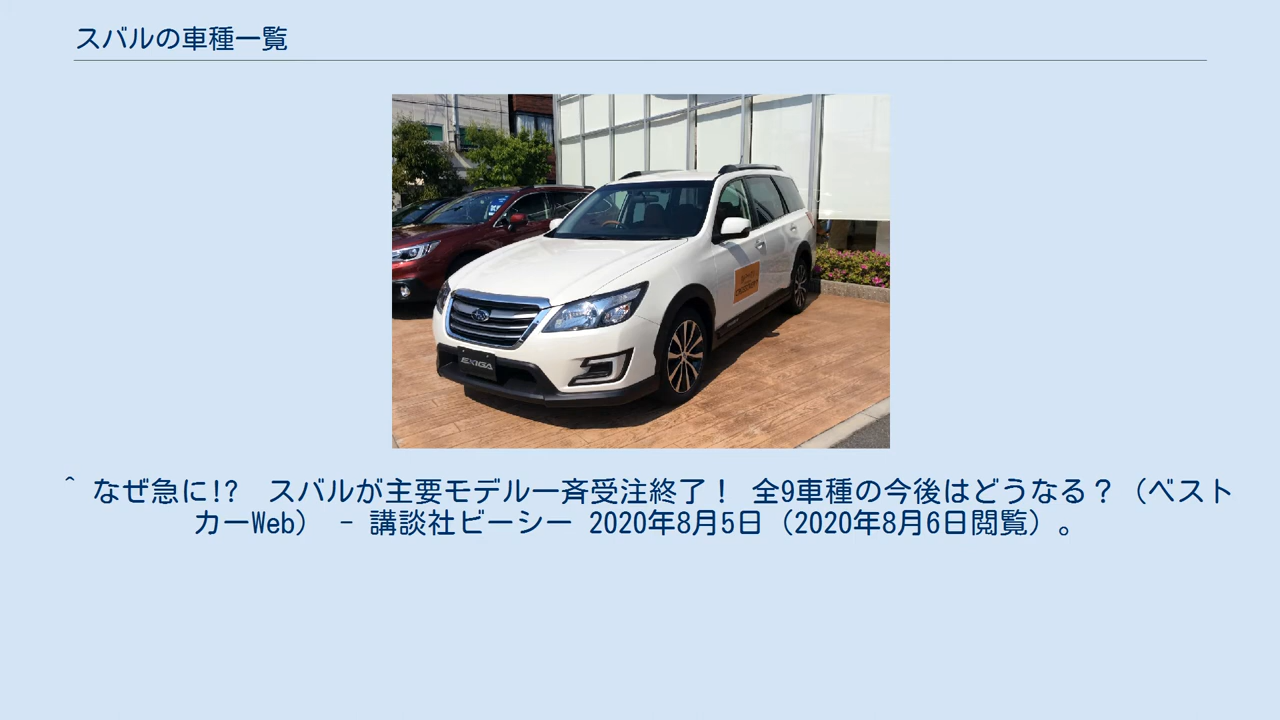 スバルの車種一覧
EXIGA
^ なぜ急に!?　スバルが主要モデル一斉受注終了！ 全9車種の今後はどうなる？（ベスト
カーWeb） - 講談社ビーシー 2020年8月5日（2020年8月6日閲覧）。